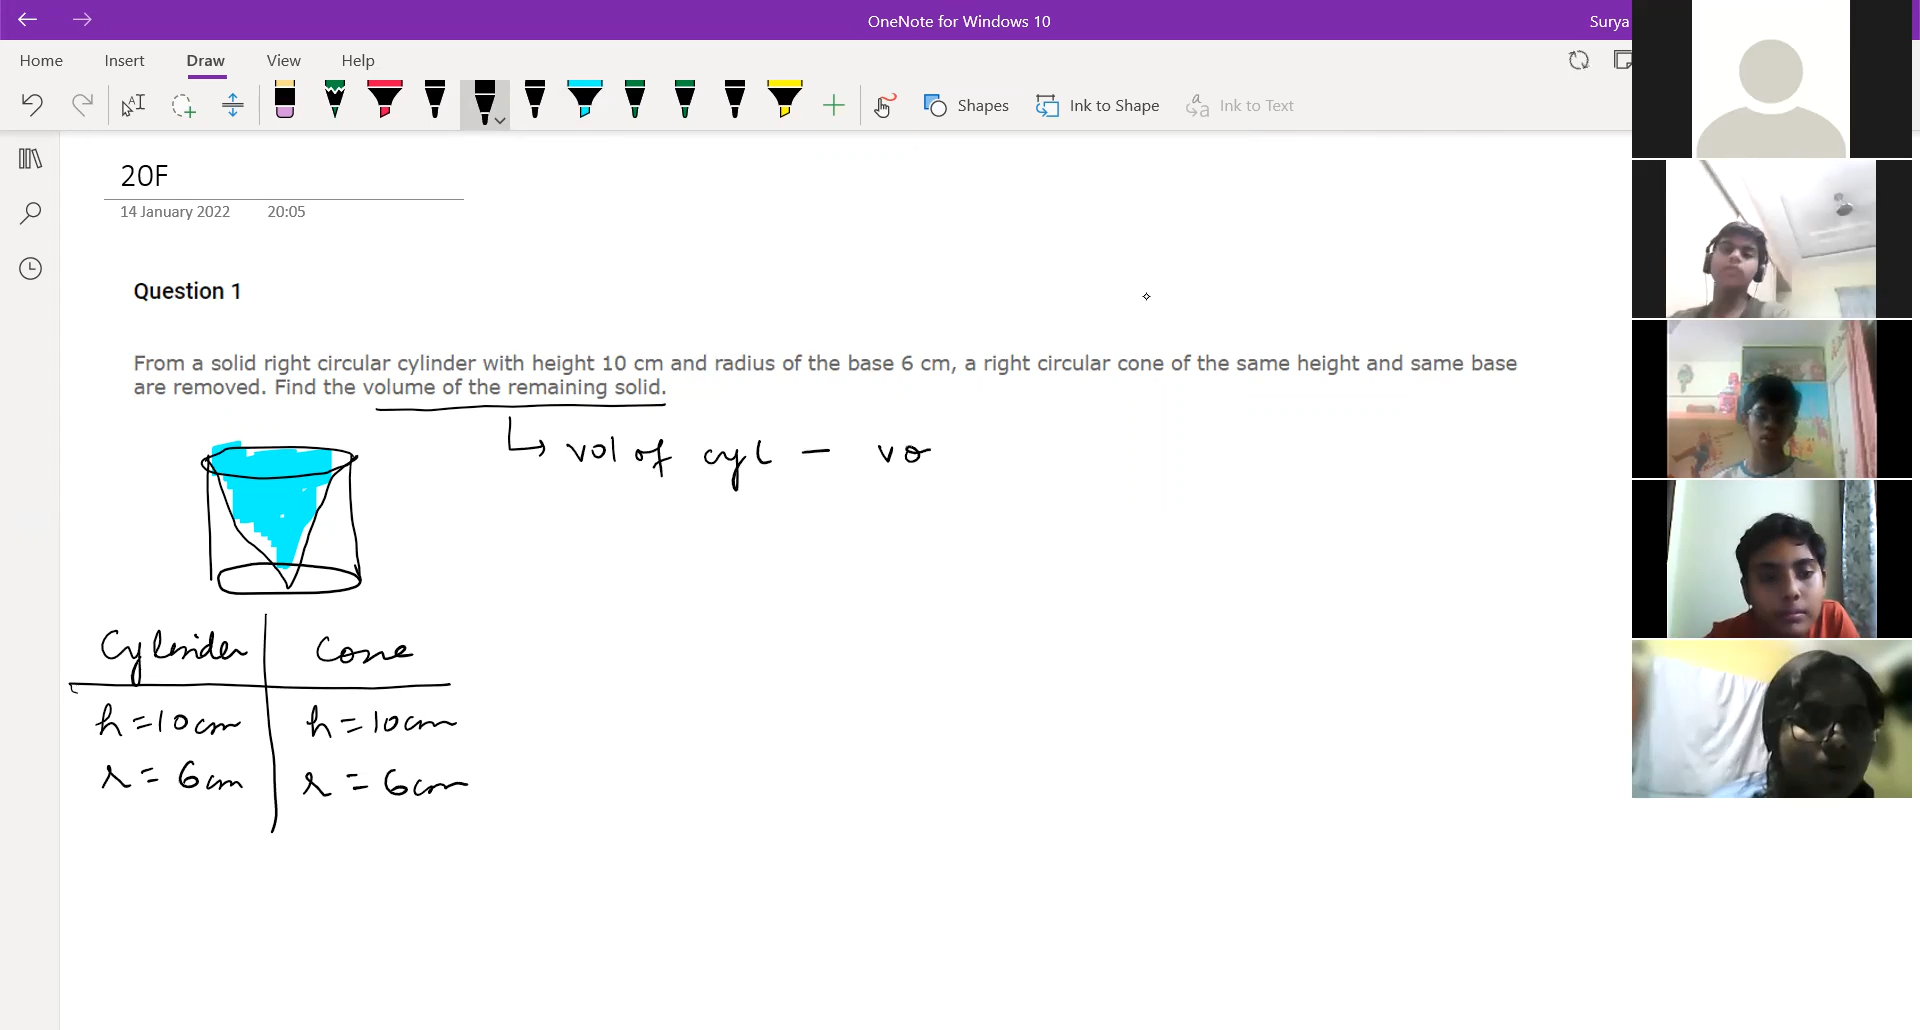 OneNote for Windows 10
Surya
Home Insert Draw View Help
Shapes Ink to Shape Ink to Text
20F
14 January 2022 20:05
Question 1
From a solid right circular cylinder with height 10 cm and radius of the base 6 cm, a right circular cone of the same height and same base
are removed. Find the volume of the remaining solid.
vol of cyl – vo
Cylinder Cone
h = 10 cm h = 10 cm
r = 6 cm r = 6 cm